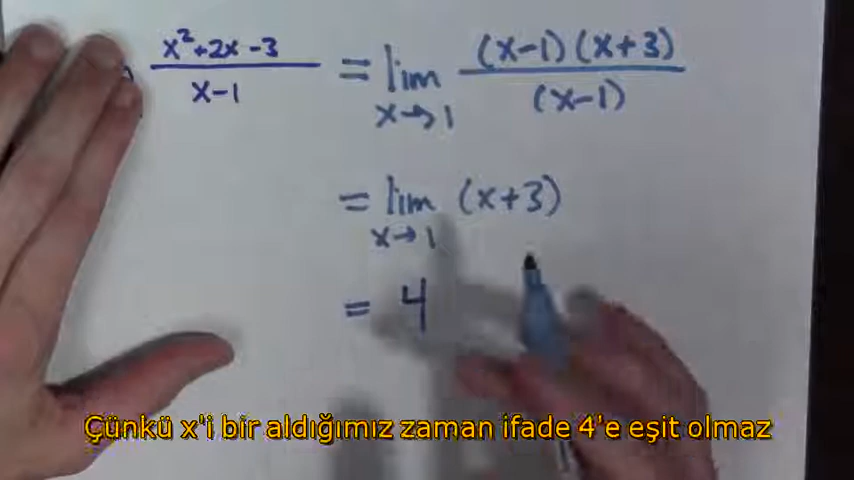 x²+2x-3 / x-1 = lim x→1 (x-1)(x+3) / (x-1)
= lim x→1 (x+3)
= 4
Çünkü x'i bir aldığımız zaman ifade 4'e eşit olmaz